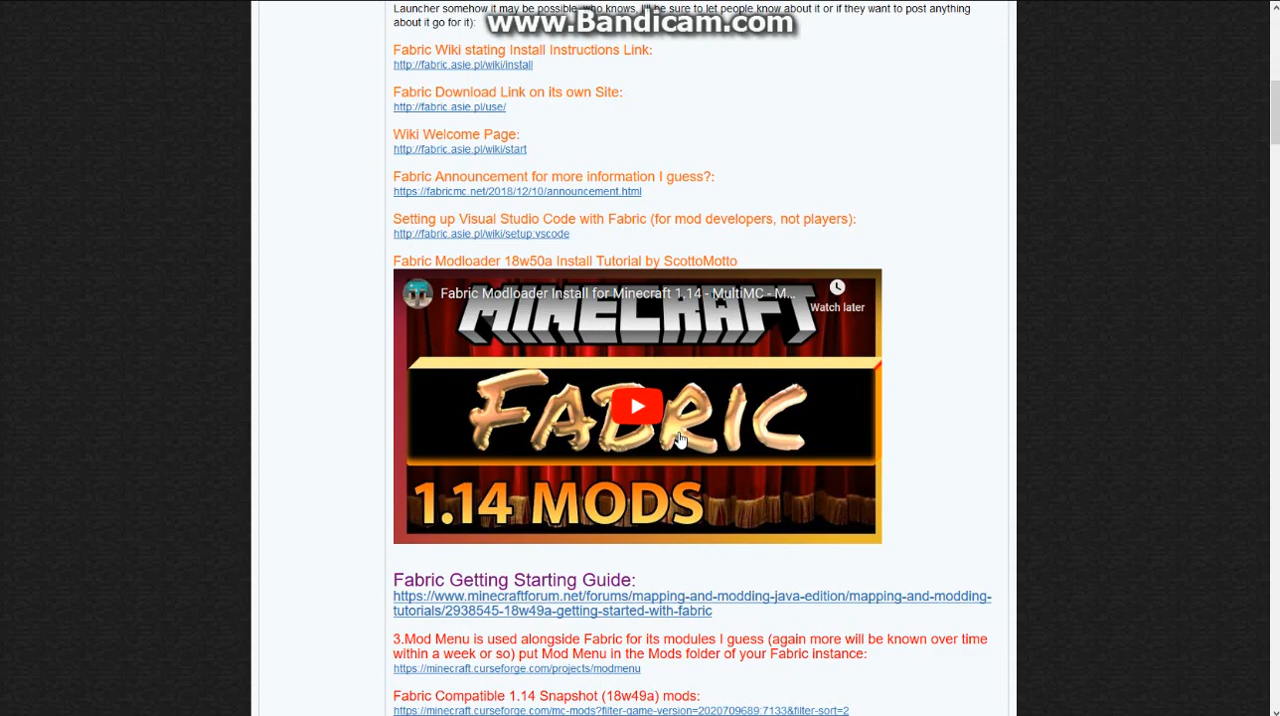 Launcher somehow it may be possible, who knows, I'll be sure to let people know about it or if they want to post anything
about it go for it):
www.Bandicam.com
Fabric Wiki stating Install Instructions Link:
http://fabric.asie.pl/wiki/install
Fabric Download Link on its own Site:
http://fabric.asie.pl/use/
Wiki Welcome Page:
http://fabric.asie.pl/wiki/start
Fabric Announcement for more information I guess?:
https://fabricmc.net/2018/12/10/announcement.html
Setting up Visual Studio Code with Fabric (for mod developers, not players):
http://fabric.asie.pl/wiki/setup:vscode
Fabric Modloader 18w50a Install Tutorial by ScottoMotto
Fabric Modloader Install for Minecraft 1.14 - MultiMC - M...
Watch later
MINECRAFT
FABRIC
1.14 MODS
Fabric Getting Starting Guide:
https://www.minecraftforum.net/forums/mapping-and-modding-java-edition/mapping-and-modding-
tutorials/2938545-18w49a-getting-started-with-fabric
3.Mod Menu is used alongside Fabric for its modules I guess (again more will be known over time
within a week or so) put Mod Menu in the Mods folder of your Fabric instance:
https://minecraft.curseforge.com/projects/modmenu
Fabric Compatible 1.14 Snapshot (18w49a) mods:
https://minecraft.curseforge.com/mc-mods?filter-game-version=2020709689:7133&filter-sort=2